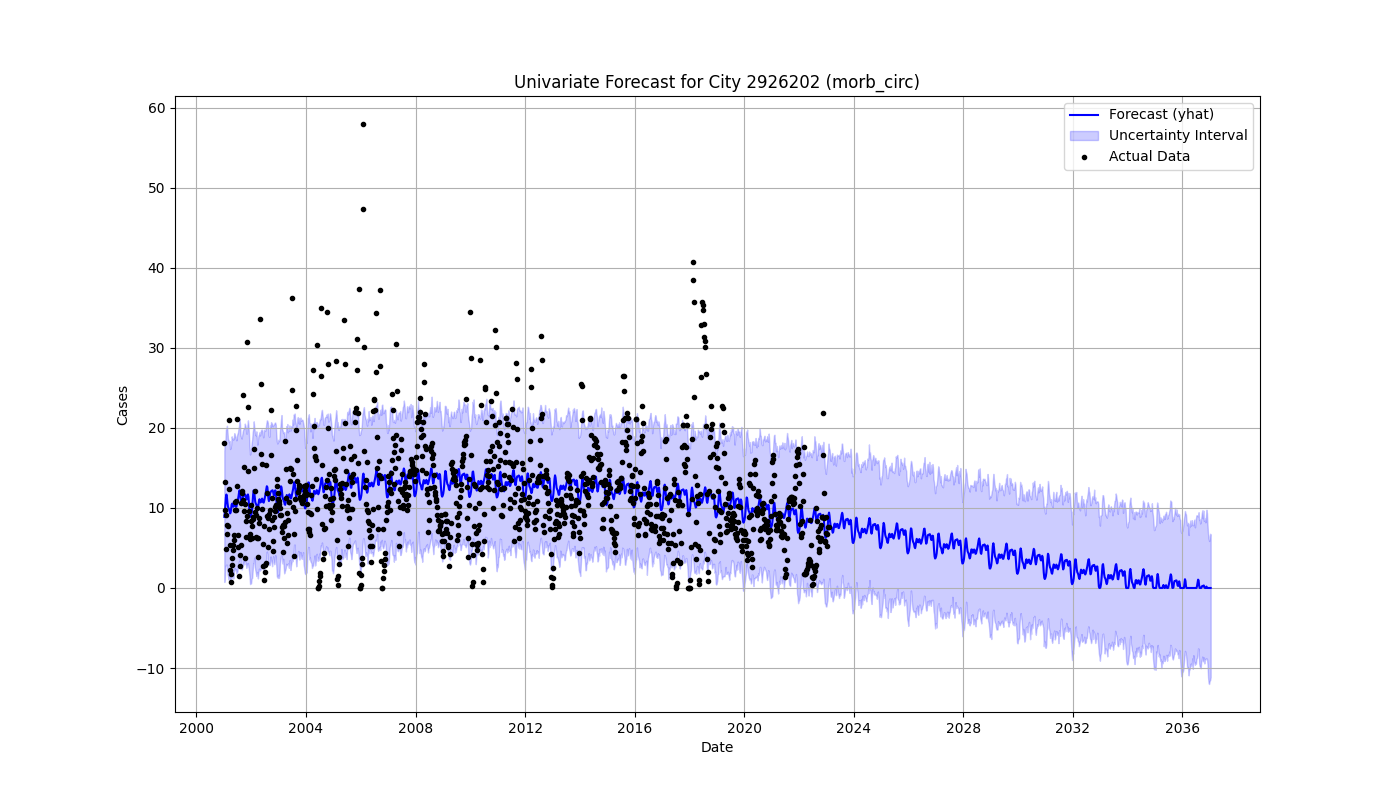 Univariate Forecast for City 2926202 (morb_circ)
Forecast (yhat)
Uncertainty Interval
Actual Data
Cases
60
50
40
30
20
10
0
−10
2000 2004 2008 2012 2016 2020 2024 2028 2032 2036
Date